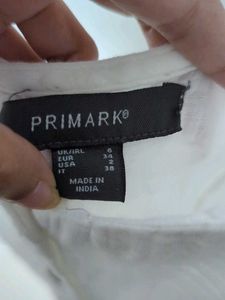 PRIMARK®
UK/IRL 6
EUR 34
USA 2
IT 38
MADE IN
INDIA